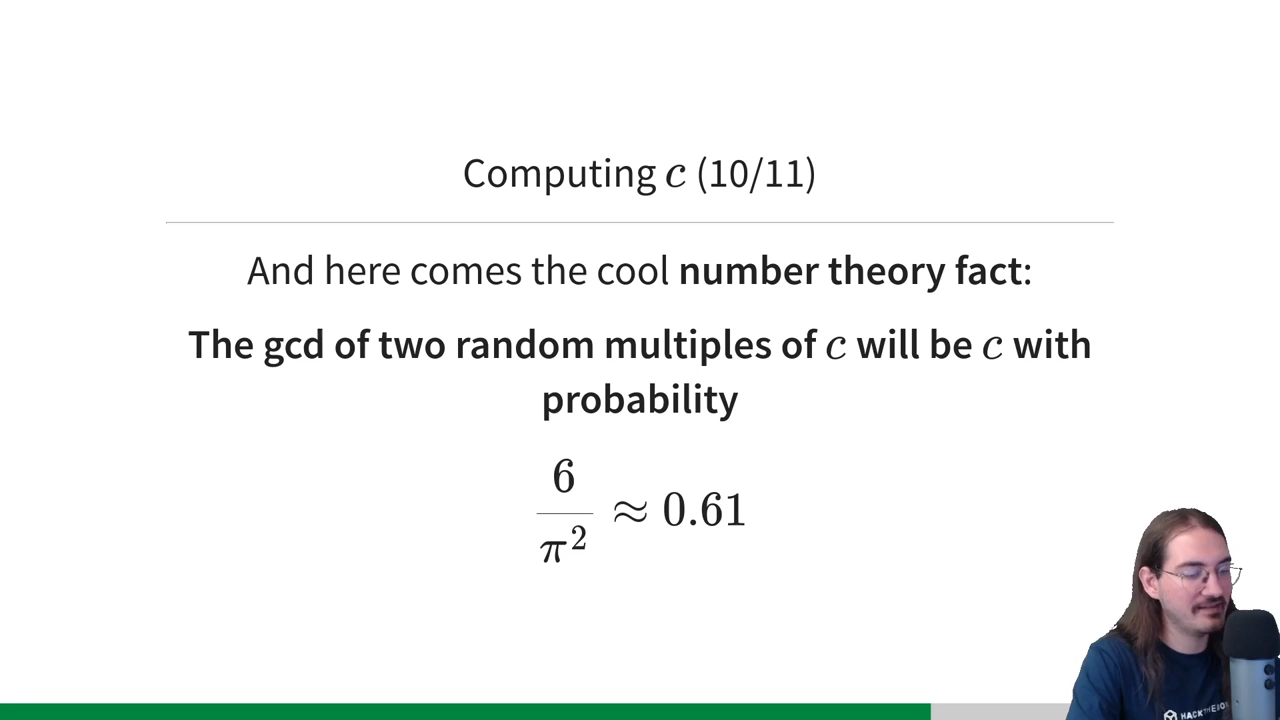 Computing c (10/11)
And here comes the cool number theory fact:
The gcd of two random multiples of c will be c with
probability
6/π² ≈ 0.61
HACKTHEBOX